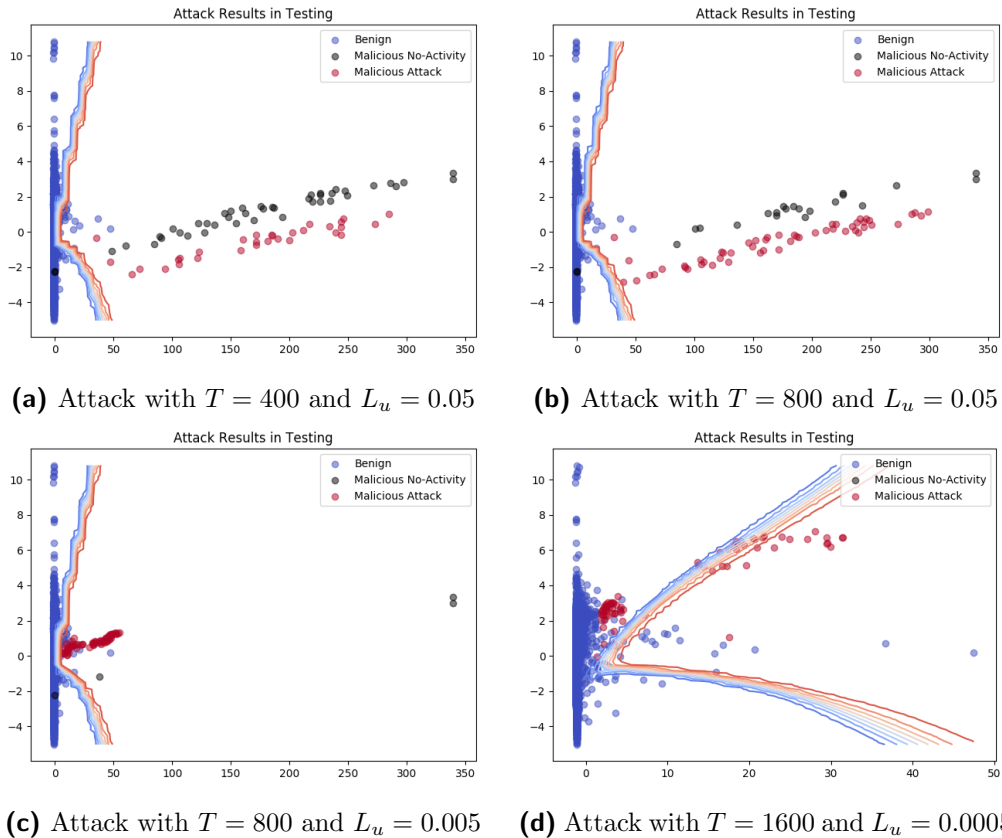 Attack Results in Testing
Benign
Malicious No-Activity
Malicious Attack
10
8
6
4
2
0
−2
−4
0 50 100 150 200 250 300 350
(a) Attack with T = 400 and L_u = 0.05
Attack Results in Testing
Benign
Malicious No-Activity
Malicious Attack
10
8
6
4
2
0
−2
−4
0 50 100 150 200 250 300 350
(b) Attack with T = 800 and L_u = 0.05
Attack Results in Testing
Benign
Malicious No-Activity
Malicious Attack
10
8
6
4
2
0
−2
−4
0 50 100 150 200 250 300 350
(c) Attack with T = 800 and L_u = 0.005
Attack Results in Testing
Benign
Malicious No-Activity
Malicious Attack
10
8
6
4
2
0
−2
−4
0 10 20 30 40 50
(d) Attack with T = 1600 and L_u = 0.000